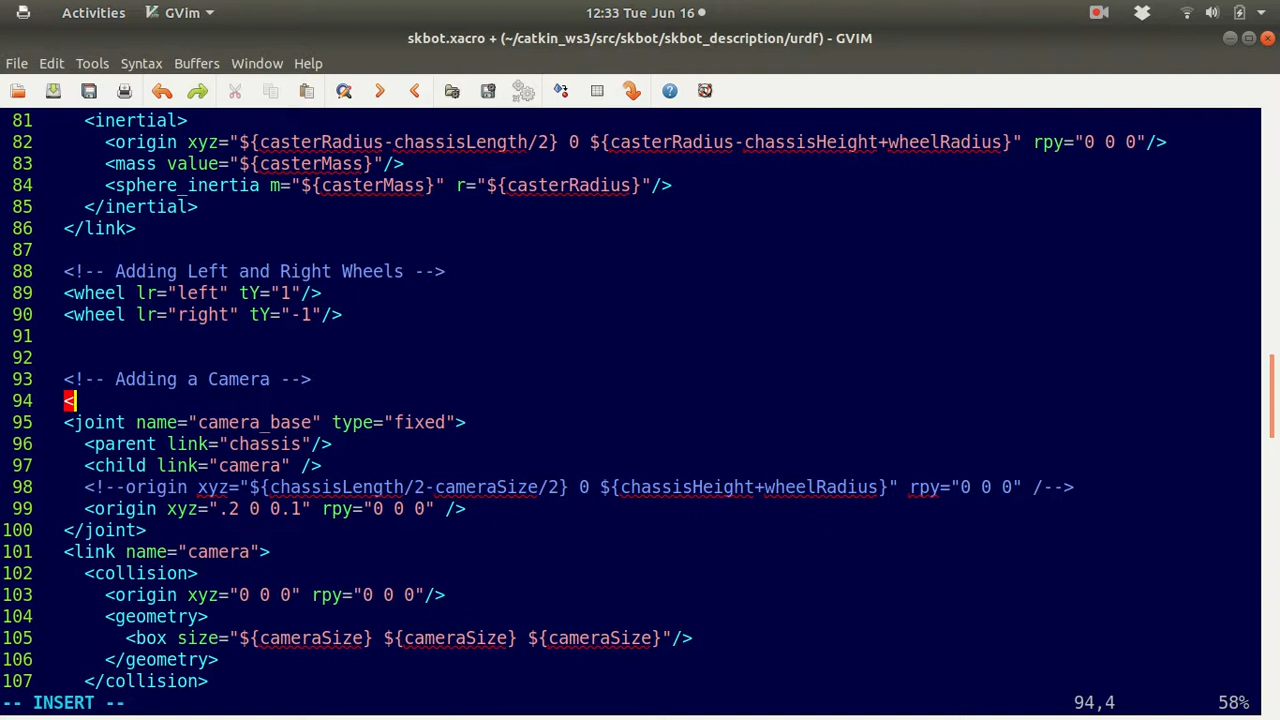 Activities GVim 12:33 Tue Jun 16
skbot.xacro + (~/catkin_ws3/src/skbot/skbot_description/urdf) - GVIM
File Edit Tools Syntax Buffers Window Help
81 <inertial>
82 <origin xyz="${casterRadius-chassisLength/2} 0 ${casterRadius-chassisHeight+wheelRadius}" rpy="0 0 0"/>
83 <mass value="${casterMass}"/>
84 <sphere_inertia m="${casterMass}" r="${casterRadius}"/>
85 </inertial>
86 </link>
87
88 <!-- Adding Left and Right Wheels -->
89 <wheel lr="left" tY="1"/>
90 <wheel lr="right" tY="-1"/>
91
92
93 <!-- Adding a Camera -->
94 <
95 <joint name="camera_base" type="fixed">
96 <parent link="chassis"/>
97 <child link="camera" />
98 <!--origin xyz="${chassisLength/2-cameraSize/2} 0 ${chassisHeight+wheelRadius}" rpy="0 0 0" /-->
99 <origin xyz=".2 0 0.1" rpy="0 0 0" />
100 </joint>
101 <link name="camera">
102 <collision>
103 <origin xyz="0 0 0" rpy="0 0 0"/>
104 <geometry>
105 <box size="${cameraSize} ${cameraSize} ${cameraSize}"/>
106 </geometry>
107 </collision>
-- INSERT -- 94,4 58%